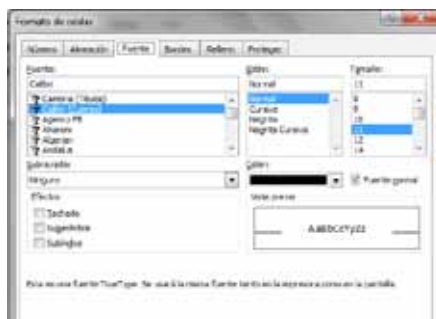 Formato de celdas
Número Alineación Fuente Bordes Relleno Proteger
Fuente: Estilo: Tamaño:
Calibri Normal 11
Cambria (Títulos) Normal 8
Calibri (Cuerpo) Cursiva 9
Agency FB Negrita 10
Aharoni Negrita Cursiva 11
Algerian 12
Andalus 14
Subrayado: Color:
Ninguno Fuente normal
Efectos Vista previa
Tachado
Superíndice AaBbCcYyZz
Subíndice
Esta es una fuente TrueType. Se usará la misma fuente tanto en la impresora como en la pantalla.